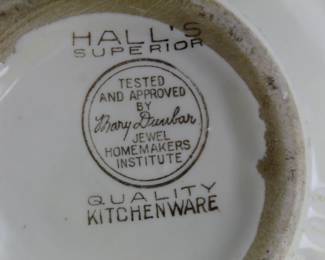 HALL'S
SUPERIOR
TESTED
AND APPROVED
BY
Mary Dunbar
JEWEL
HOMEMAKERS
INSTITUTE
QUALITY
KITCHENWARE